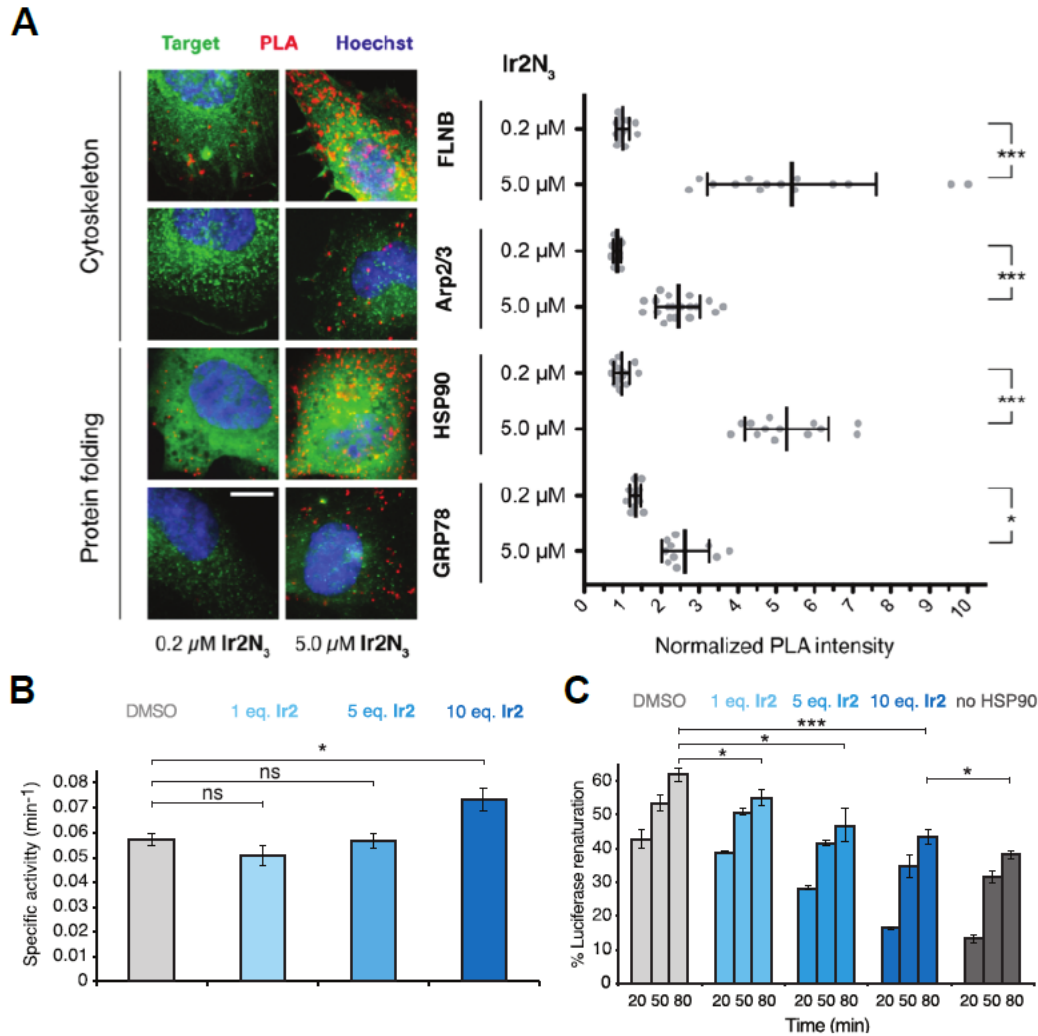 A
Target PLA Hoechst
Ir2N3
Cytoskeleton
Protein folding
FLNB
0.2 µM
5.0 µM
***
Arp2/3
0.2 µM
5.0 µM
***
HSP90
0.2 µM
5.0 µM
***
GRP78
0.2 µM
5.0 µM
*
0 1 2 3 4 5 6 7 8 9 10
0.2 µM Ir2N3 5.0 µM Ir2N3
Normalized PLA intensity
B
DMSO 1 eq. Ir2 5 eq. Ir2 10 eq. Ir2
*
ns
ns
Specific activity (min-1)
0.08
0.07
0.06
0.05
0.04
0.03
0.02
0.01
0
C
DMSO 1 eq. Ir2 5 eq. Ir2 10 eq. Ir2 no HSP90
***
*
*
*
% Luciferase renaturation
60
50
40
30
20
10
0
20 50 80 20 50 80 20 50 80 20 50 80 20 50 80
Time (min)